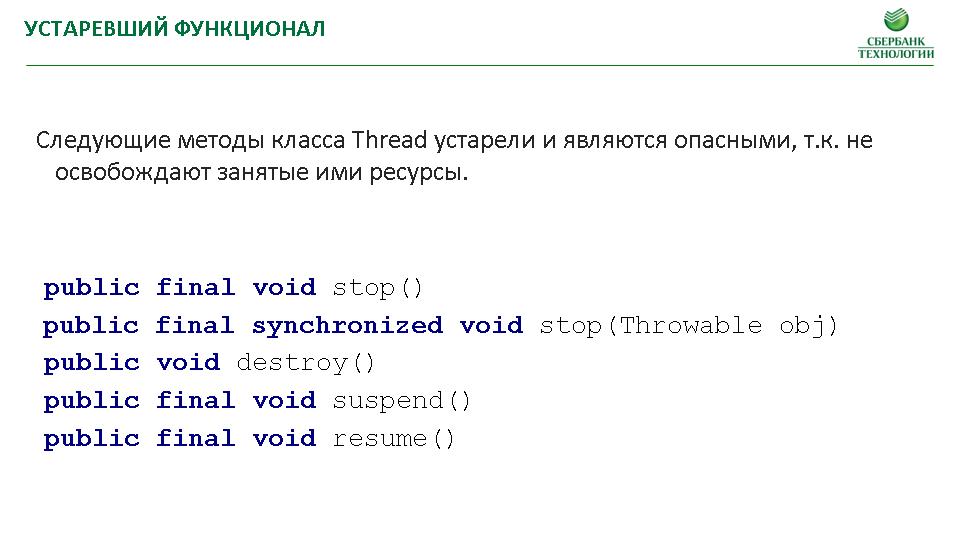 УСТАРЕВШИЙ ФУНКЦИОНАЛ
СБЕРБАНК
ТЕХНОЛОГИИ
Следующие методы класса Thread устарели и являются опасными, т.к. не
освобождают занятые ими ресурсы.
public final void stop()
public final synchronized void stop(Throwable obj)
public void destroy()
public final void suspend()
public final void resume()